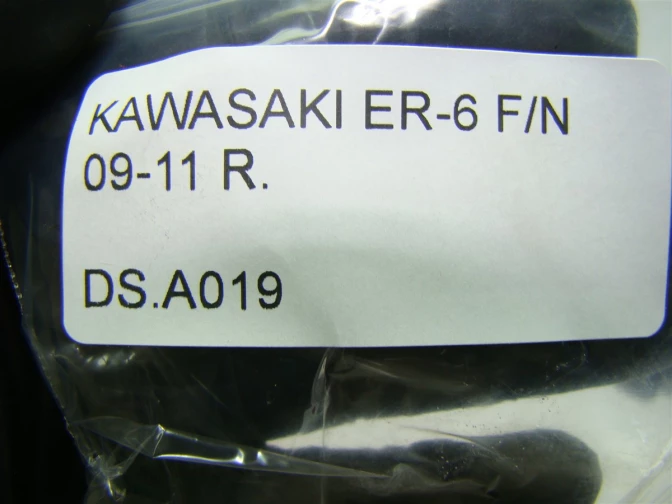 KAWASAKI ER-6 F/N
09-11 R.
DS.A019